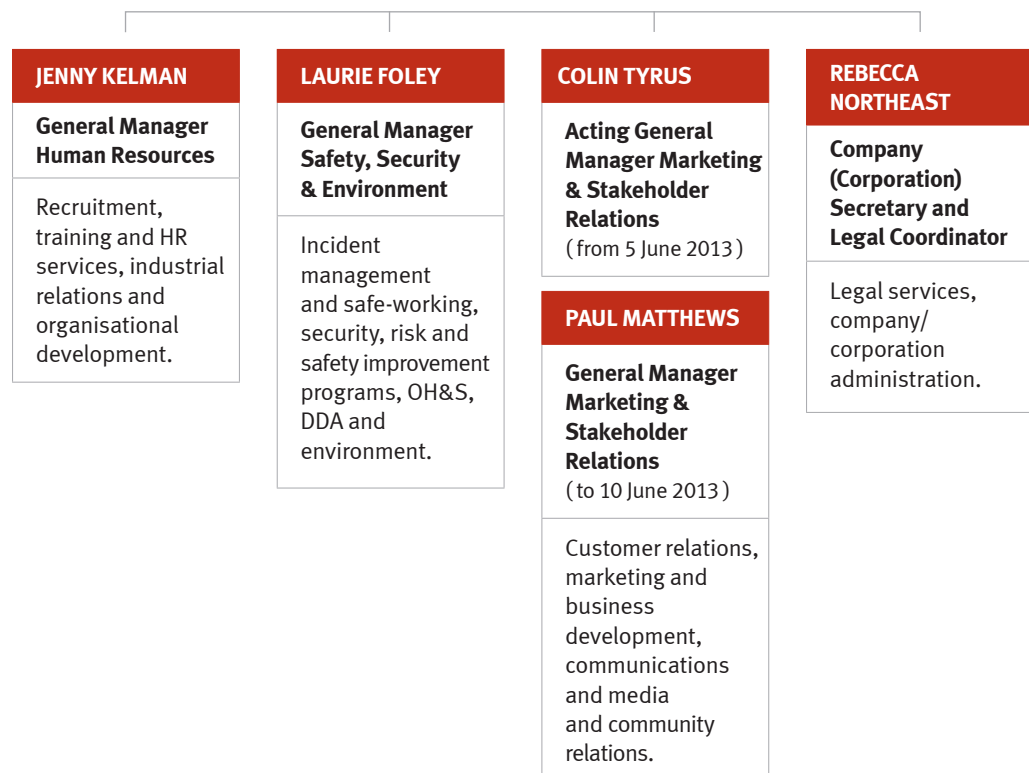 JENNY KELMAN
General Manager
Human Resources
Recruitment,
training and HR
services, industrial
relations and
organisational
development.
LAURIE FOLEY
General Manager
Safety, Security
& Environment
Incident
management
and safe-working,
security, risk and
safety improvement
programs, OH&S,
DDA and
environment.
COLIN TYRUS
Acting General
Manager Marketing
& Stakeholder
Relations
(from 5 June 2013)
PAUL MATTHEWS
General Manager
Marketing &
Stakeholder
Relations
(to 10 June 2013)
Customer relations,
marketing and
business
development,
communications
and media
and community
relations.
REBECCA
NORTHEAST
Company
(Corporation)
Secretary and
Legal Coordinator
Legal services,
company/
corporation
administration.